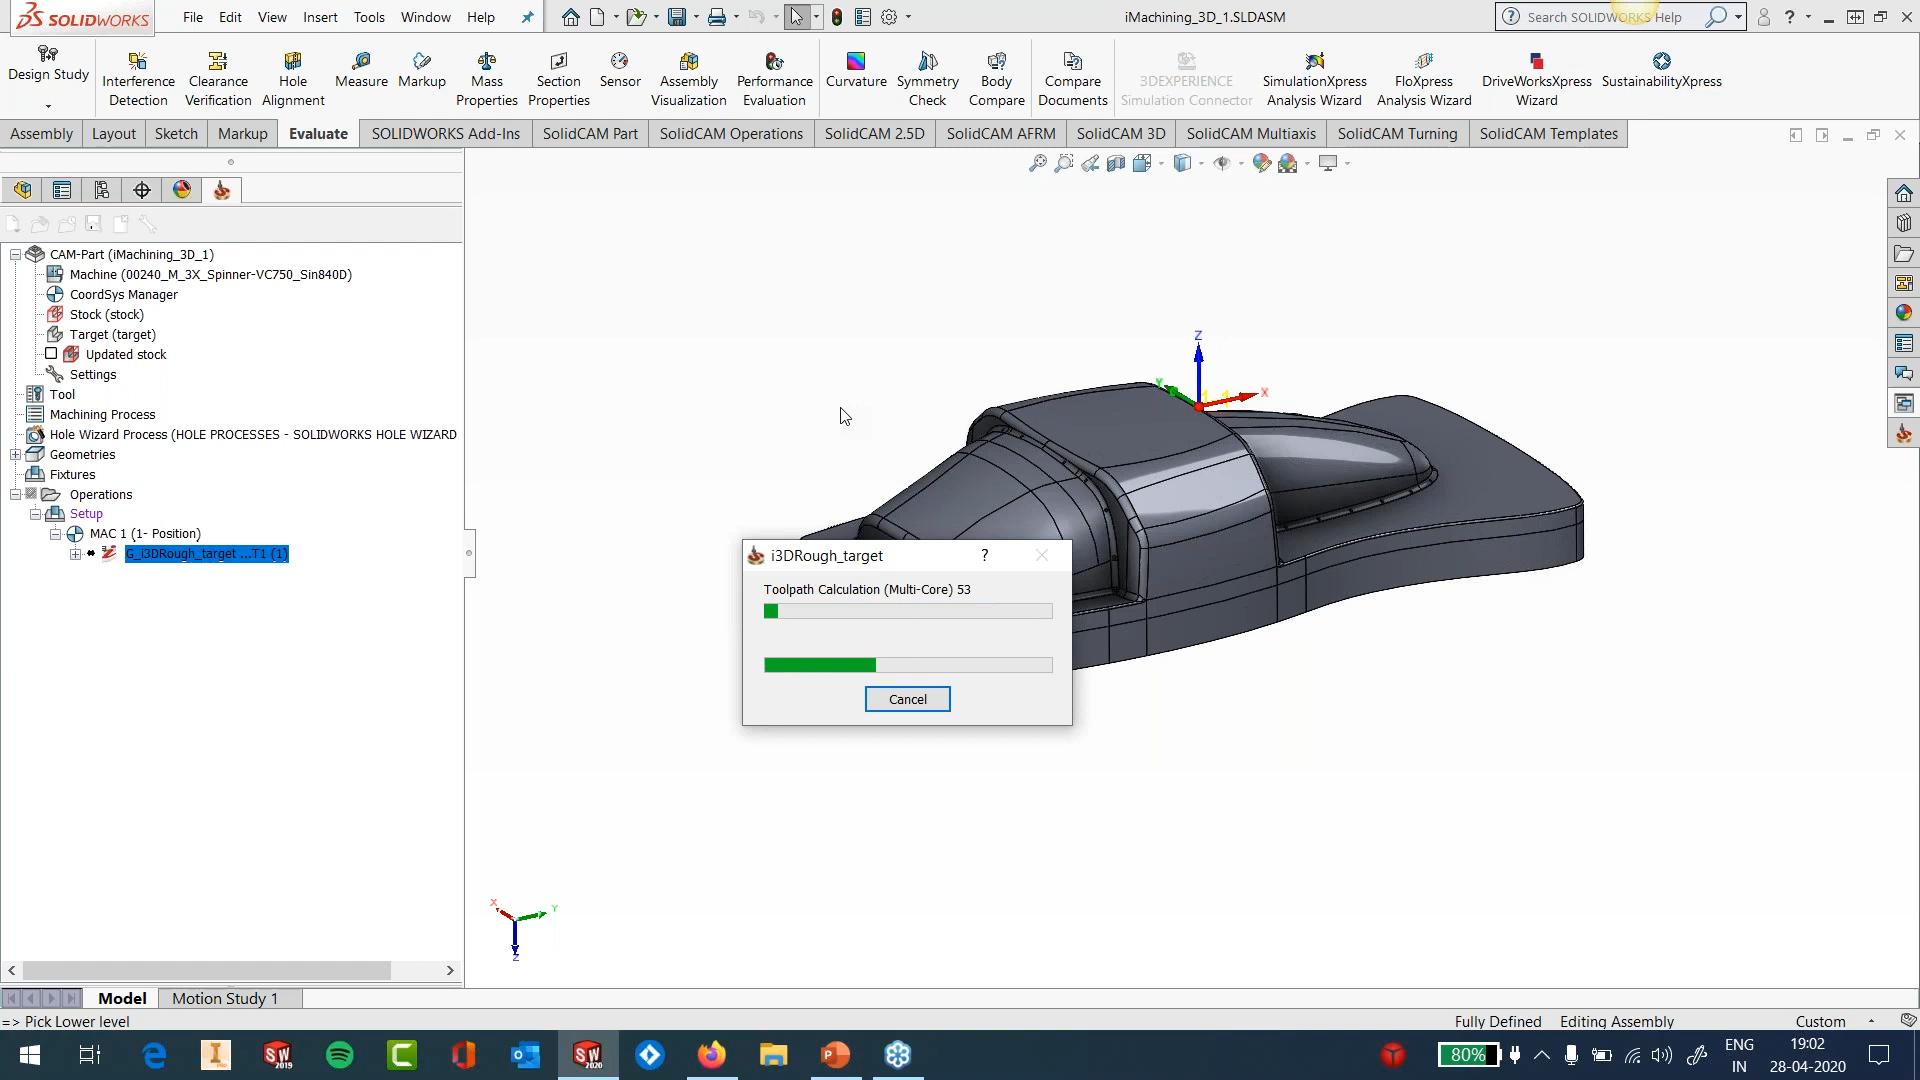 SOLIDWORKS File Edit View Insert Tools Window Help iMachining_3D_1.SLDASM Search SOLIDWORKS Help ?
Design Study Interference Detection Clearance Verification Hole Alignment Measure Markup Mass Properties Section Properties Sensor Assembly Visualization Performance Evaluation Curvature Symmetry Check Body Compare Compare Documents 3DEXPERIENCE Simulation Connector SimulationXpress Analysis Wizard FloXpress Analysis Wizard DriveWorksXpress Wizard SustainabilityXpress
Assembly Layout Sketch Markup Evaluate SOLIDWORKS Add-Ins SolidCAM Part SolidCAM Operations SolidCAM 2.5D SolidCAM AFRM SolidCAM 3D SolidCAM Multiaxis SolidCAM Turning SolidCAM Templates
CAM-Part (iMachining_3D_1)
Machine (00240_M_3X_Spinner-VC750_Sin840D)
CoordSys Manager
Stock (stock)
Target (target)
Updated stock
Settings
Tool
Machining Process
Hole Wizard Process (HOLE PROCESSES - SOLIDWORKS HOLE WIZARD
Geometries
Fixtures
Operations
Setup
MAC 1 (1- Position)
G_i3DRough_target ...T1 (1)
Z
Y X
i3DRough_target ?
Toolpath Calculation (Multi-Core) 53
Cancel
X Y
Z
Model Motion Study 1
=> Pick Lower level Fully Defined Editing Assembly Custom
80% ENG IN 19:02 28-04-2020